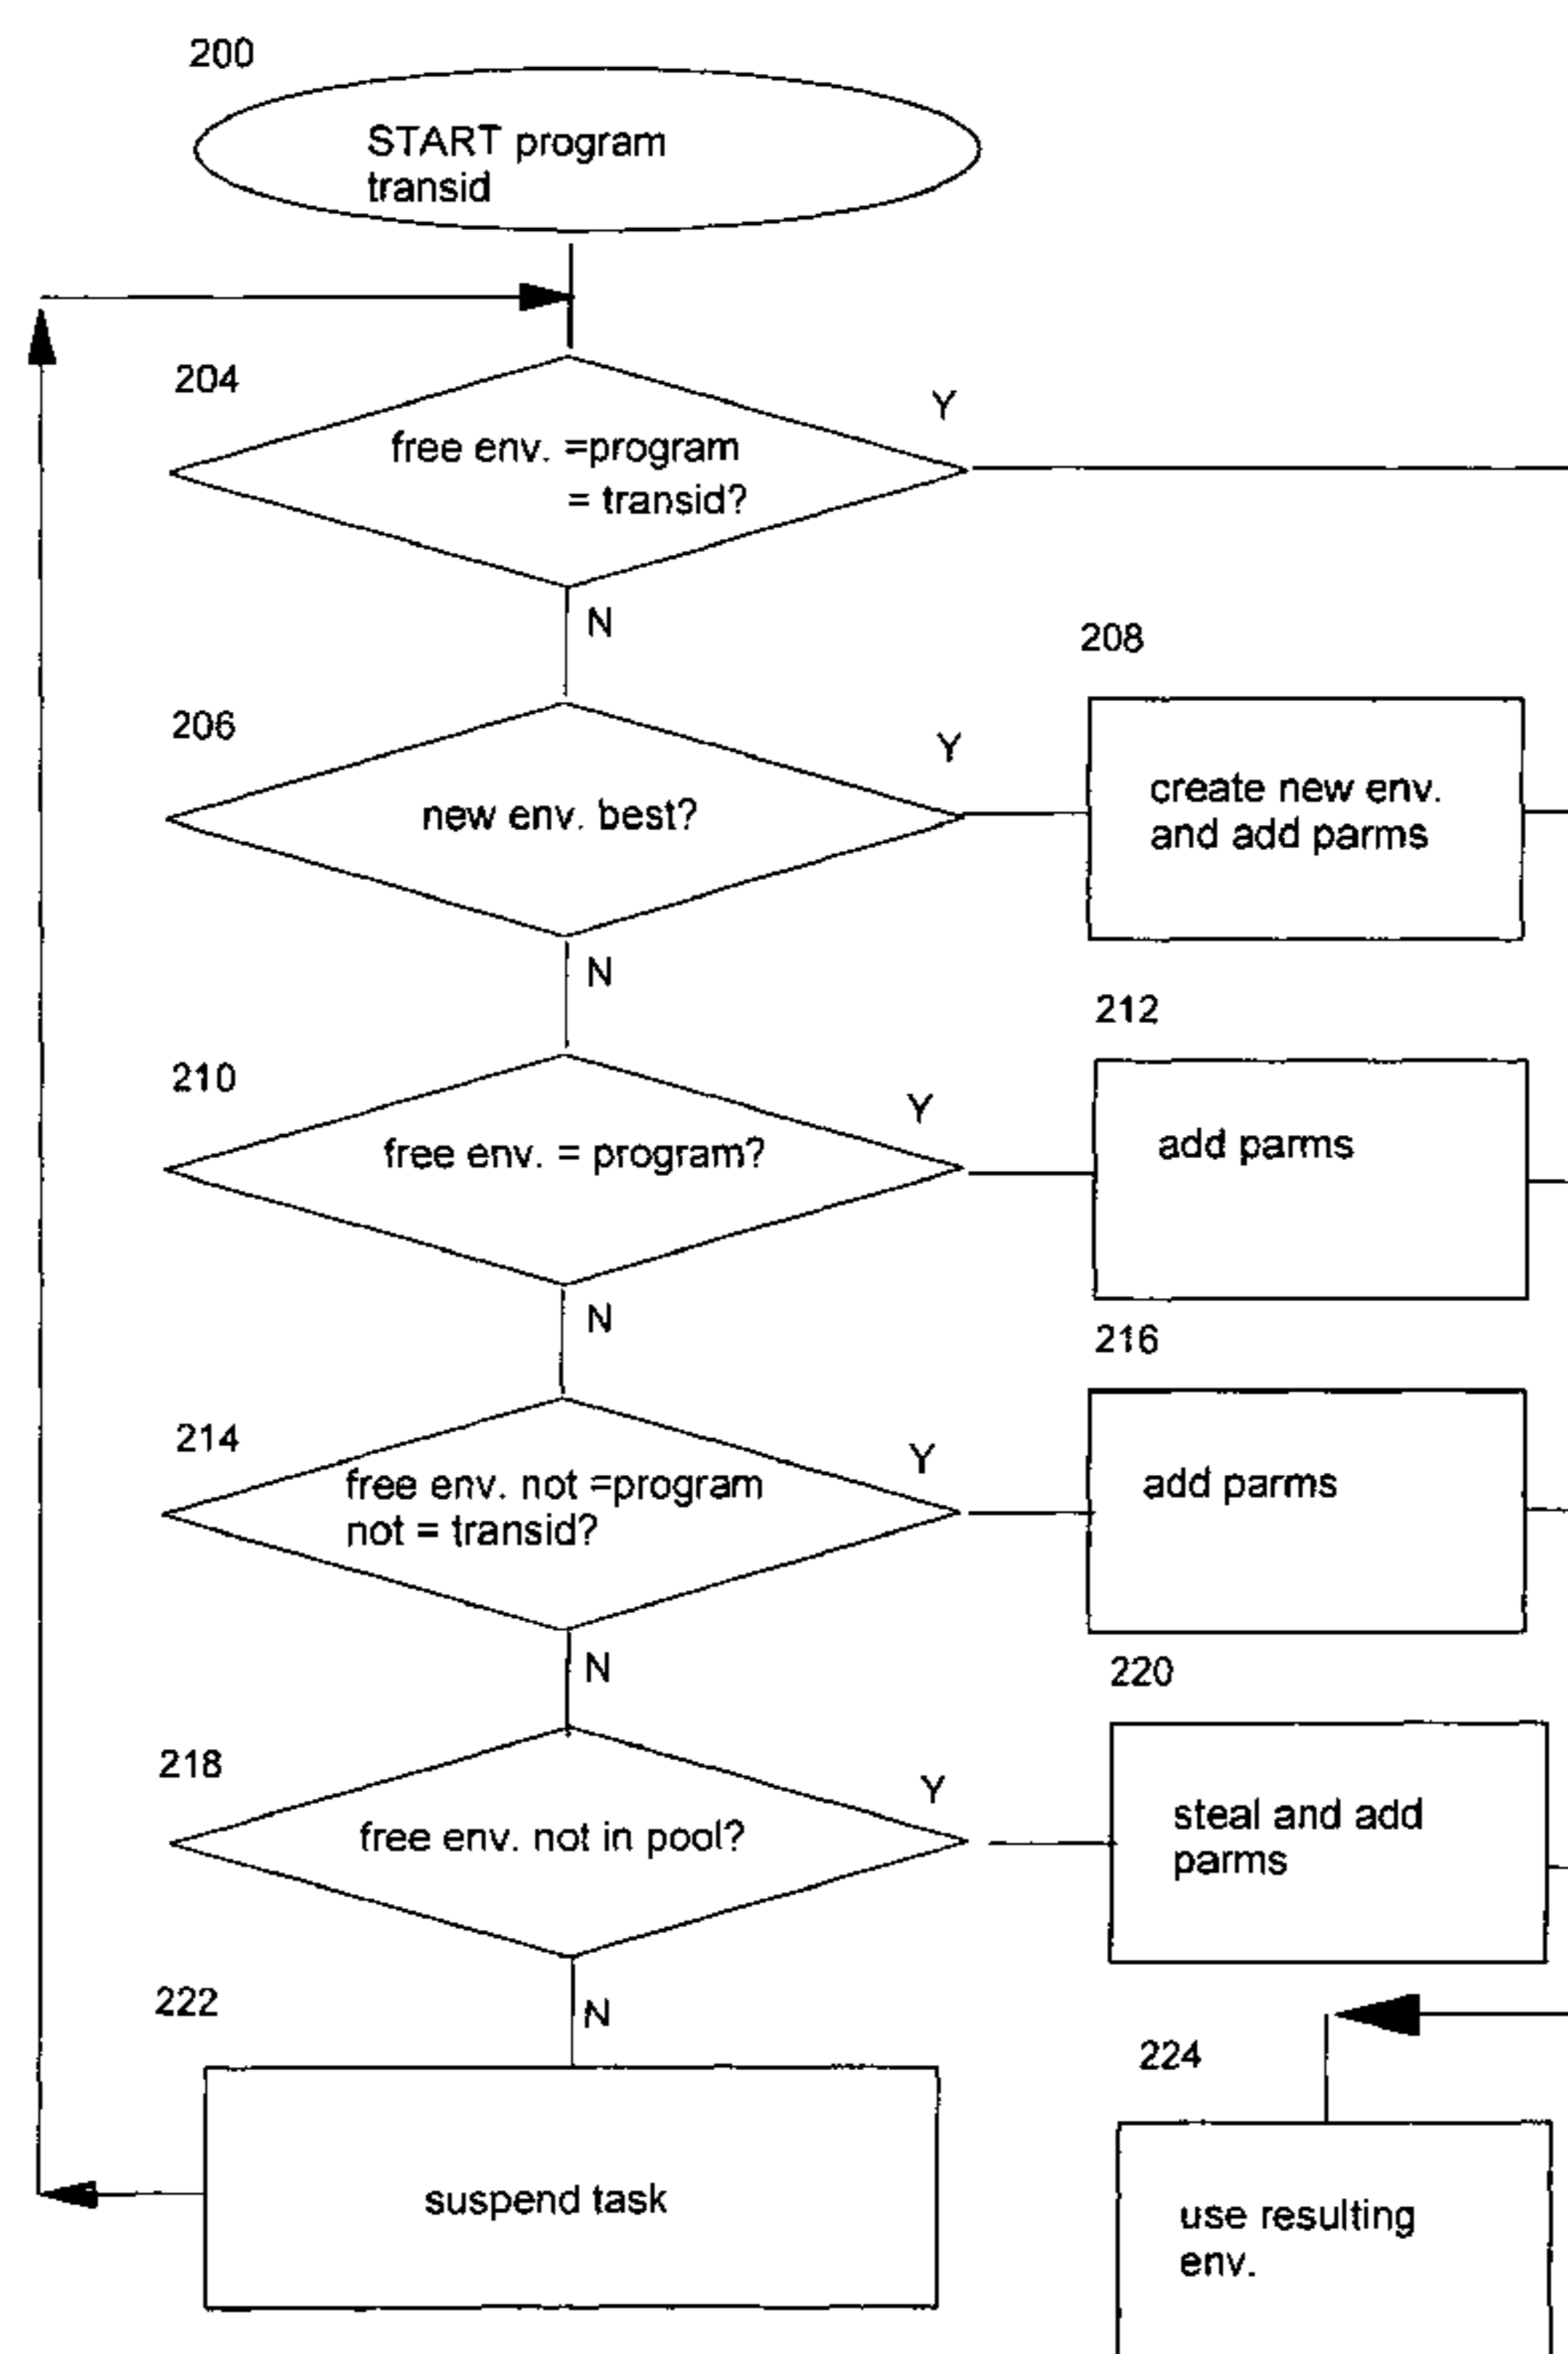 200
START program
transid
204
free env. =program
= transid?
Y
N
206
new env. best?
Y
N
208
create new env.
and add parms
210
free env. = program?
Y
N
212
add parms
214
free env. not =program
not = transid?
Y
N
216
add parms
218
free env. not in pool?
Y
N
220
steal and add
parms
222
suspend task
224
use resulting
env.